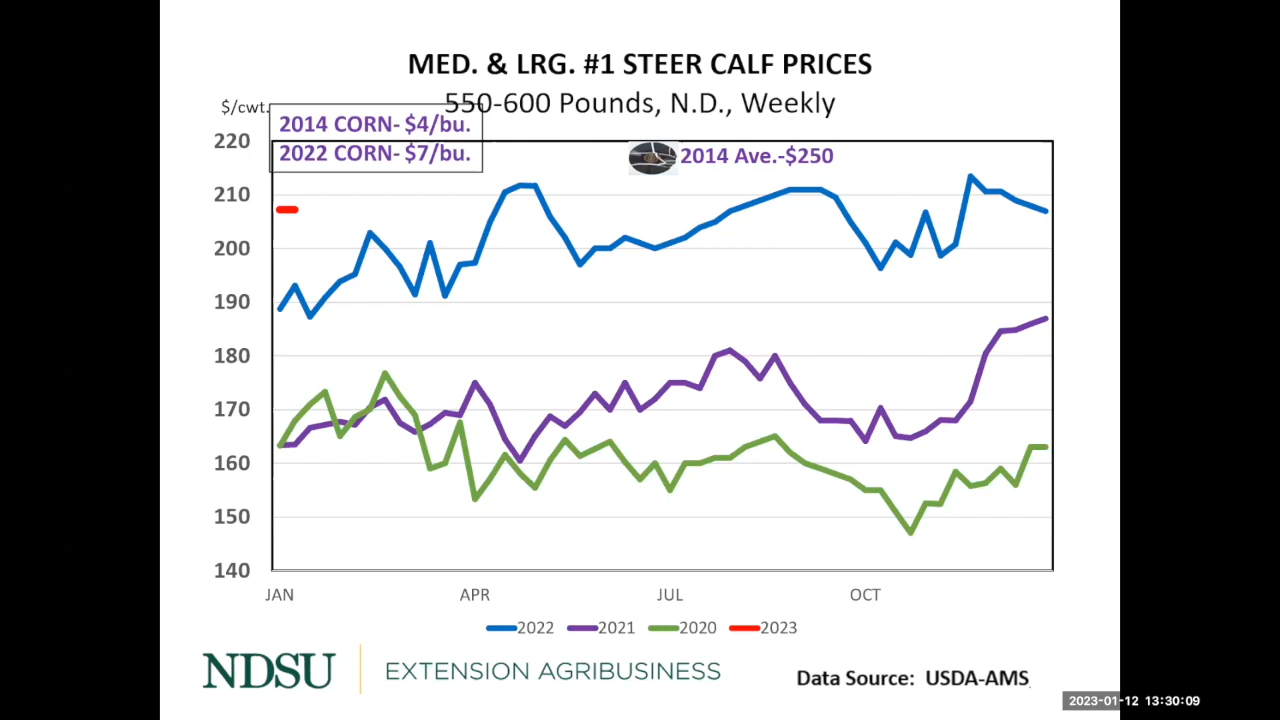 MED. & LRG. #1 STEER CALF PRICES
$/cwt.
550-600 Pounds, N.D., Weekly
2014 CORN- $4/bu.
2022 CORN- $7/bu.
2014 Ave.-$250
220
210
200
190
180
170
160
150
140
JAN APR JUL OCT
2022 2021 2020 2023
NDSU EXTENSION AGRIBUSINESS
Data Source: USDA-AMS
2023-01-12 13:30:09